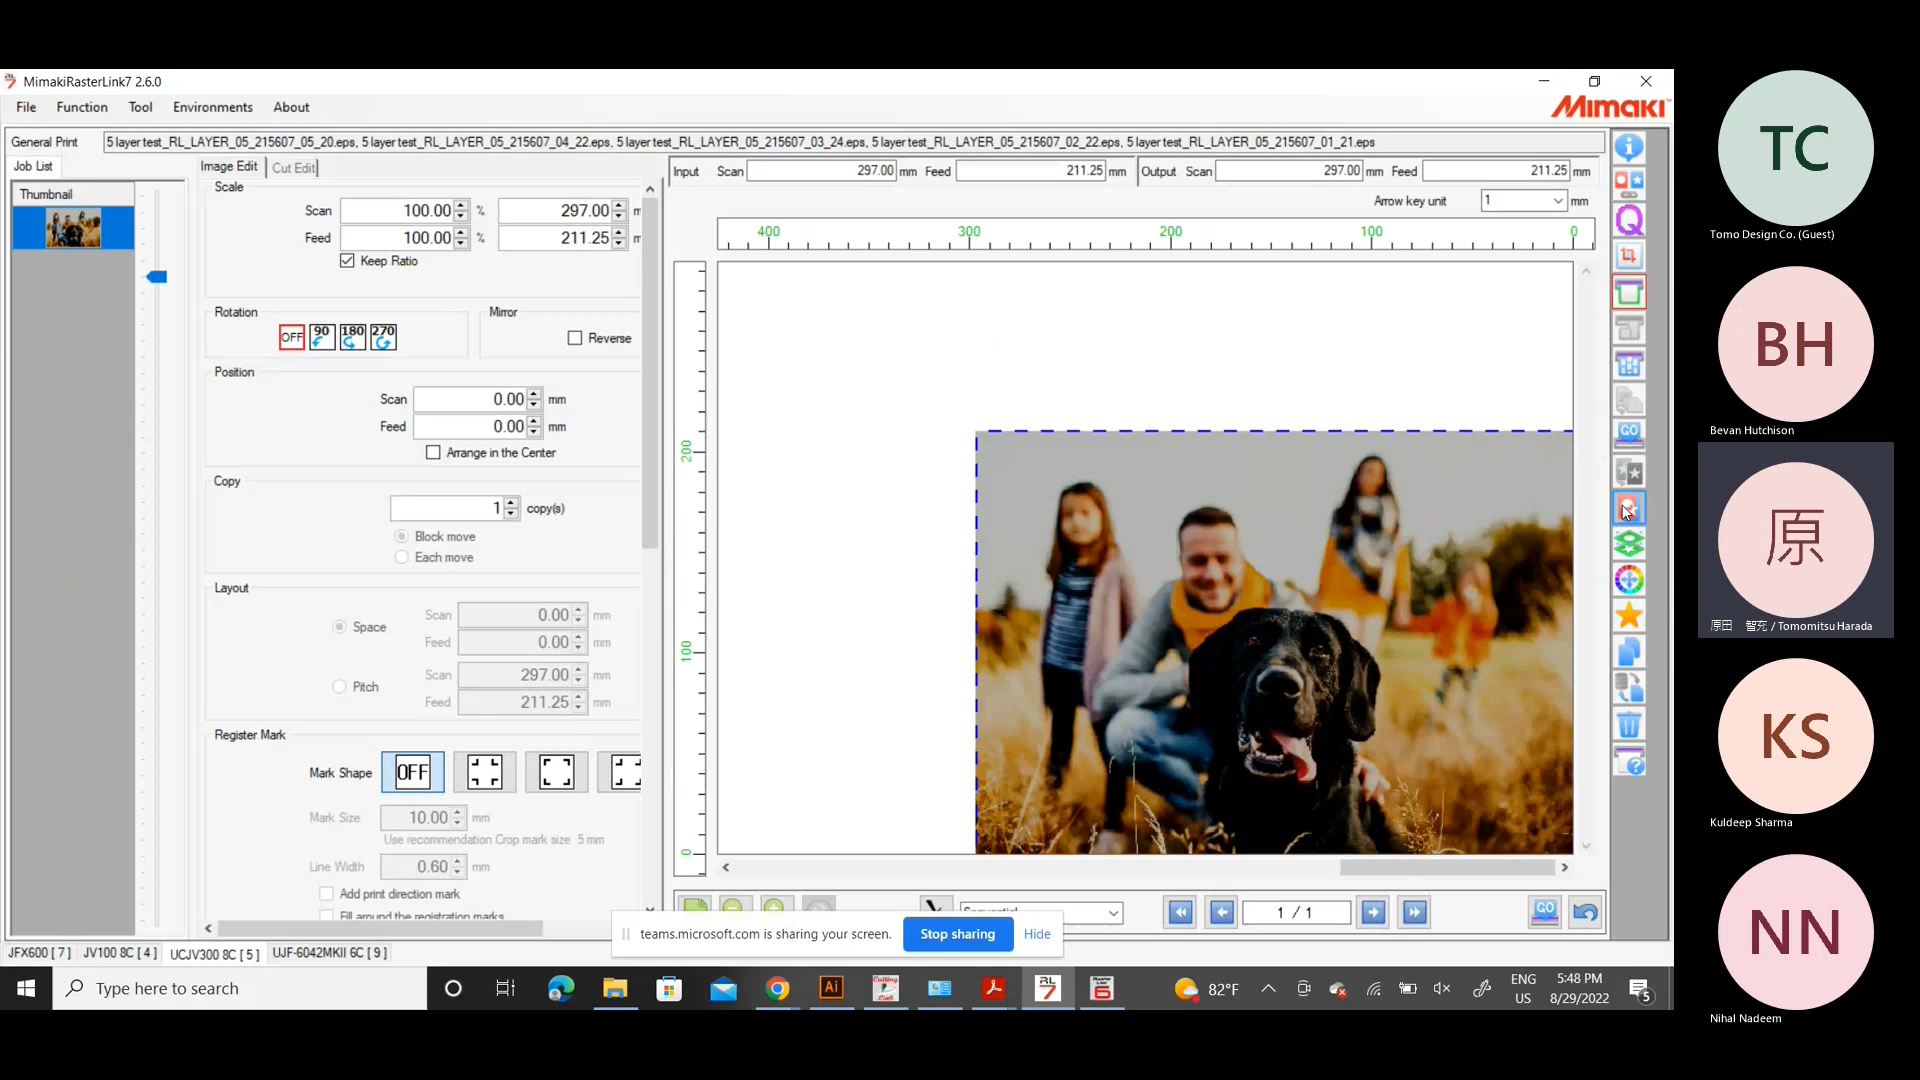 MimakiRasterLink7 2.6.0
File Function Tool Environments About
Mimaki
General Print 5 layer test_RL_LAYER_05_215607_05_20.eps, 5 layer test_RL_LAYER_05_215607_04_22.eps, 5 layer test_RL_LAYER_05_215607_03_24.eps, 5 layer test_RL_LAYER_05_215607_02_22.eps, 5 layer test_RL_LAYER_05_215607_01_21.eps
Job List
Thumbnail
Image Edit Cut Edit
Scale
Scan 100.00 % 297.00
Feed 100.00 % 211.25
Keep Ratio
Rotation
OFF 90 180 270
Mirror
Reverse
Position
Scan 0.00 mm
Feed 0.00 mm
Arrange in the Center
Copy
1 copy(s)
Block move
Each move
Layout
Space
Scan 0.00 mm
Feed 0.00 mm
Pitch
Scan 297.00 mm
Feed 211.25 mm
Register Mark
Mark Shape OFF
Mark Size 10.00 mm
Use recommendation Crop mark size 5 mm
Line Width 0.60 mm
Add print direction mark
Fill around the registration marks
Input Scan 297.00 mm Feed 211.25 mm Output Scan 297.00 mm Feed 211.25 mm
Arrow key unit 1 mm
400 300 200 100 0
200
100
0
Sequential
1 / 1
GO
GO
JFX600 [ 7 ] JV100 8C [ 4 ] UCJV300 8C [ 5 ] UJF-6042MKII 6C [ 9 ]
teams.microsoft.com is sharing your screen. Stop sharing Hide
Type here to search
Ai
RL 7
6
82°F
ENG
US
5:48 PM
8/29/2022
5
TC
Tomo Design Co. (Guest)
BH
Bevan Hutchison
原
原田 智充 / Tomomitsu Harada
KS
Kuldeep Sharma
NN
Nihal Nadeem